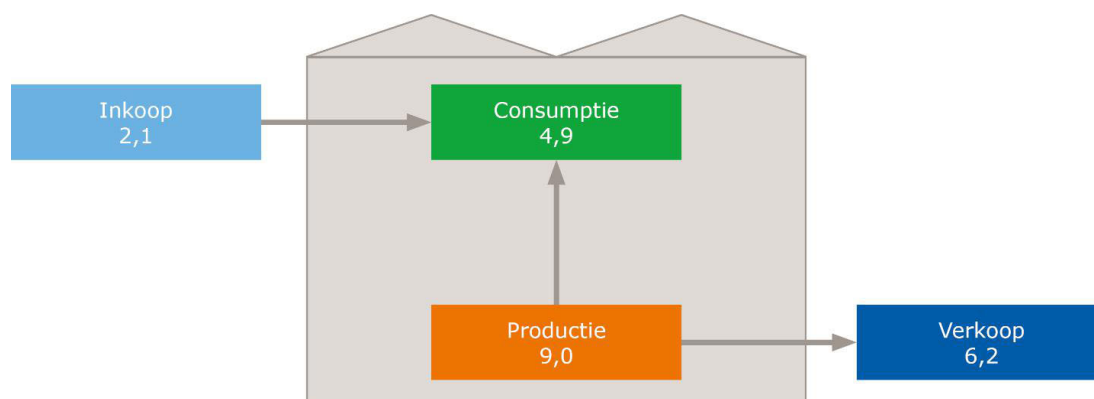 Inkoop
2,1
Consumptie
4,9
Productie
9,0
Verkoop
6,2